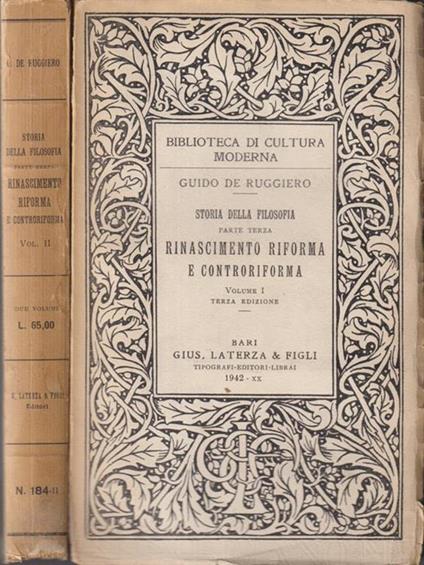 G. DE RUGGIERO
STORIA
DELLA FILOSOFIA
PARTE TERZA
RINASCIMENTO
RIFORMA
E CONTRORIFORMA
VOL. II
DUE VOLUMI
L. 65,00
G. LATERZA & FIGLI
Editori
N. 184-II
BIBLIOTECA DI CULTURA
MODERNA
GUIDO DE RUGGIERO
STORIA DELLA FILOSOFIA
PARTE TERZA
RINASCIMENTO RIFORMA
E CONTRORIFORMA
VOLUME I
TERZA EDIZIONE
BARI
GIUS. LATERZA & FIGLI
TIPOGRAFI-EDITORI-LIBRAI
1942 - XX